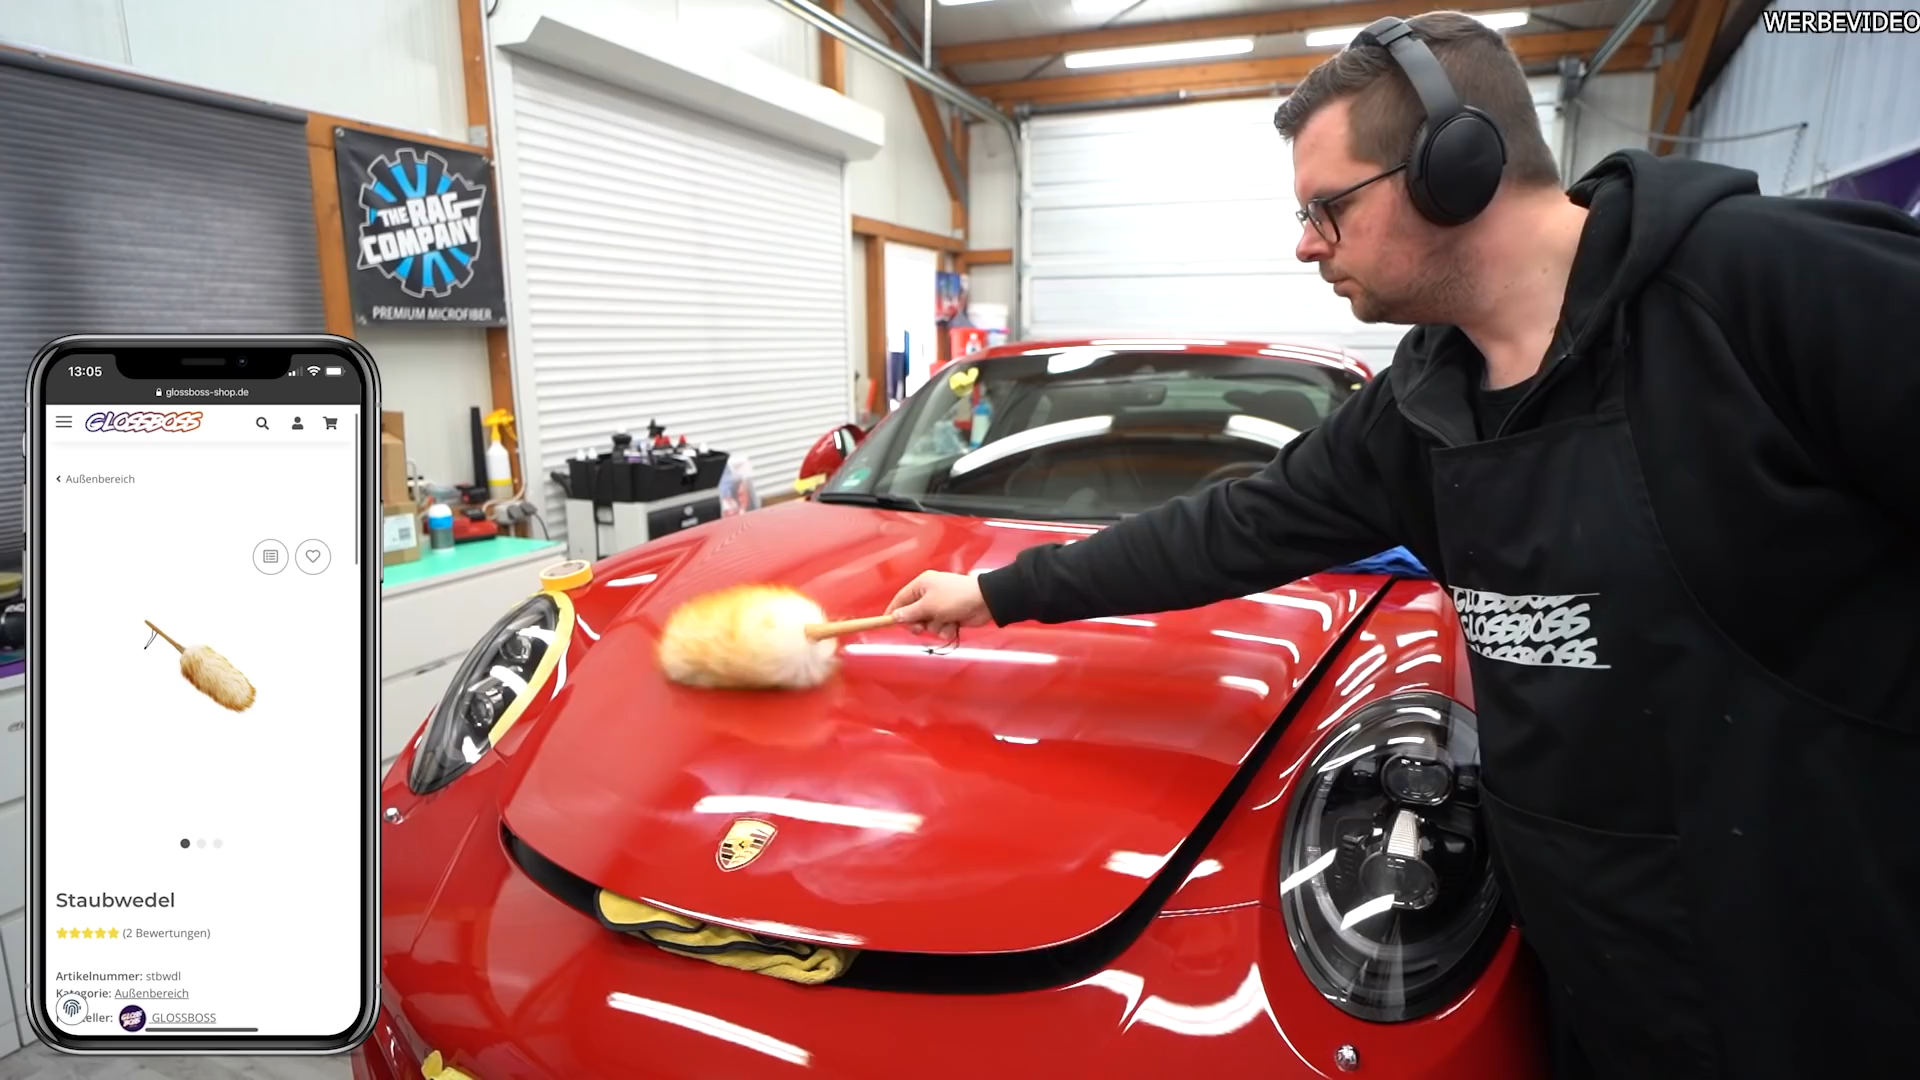 WERBEVIDEO
THE RAG
COMPANY
PREMIUM MICROFIBER
13:05
glossboss-shop.de
GLOSSBOSS
Außenbereich
Staubwedel
(2 Bewertungen)
Artikelnummer: stbwdl
Kategorie: Außenbereich
GLOSSBOSS
GLOSSBOSS
GLOSSBOSS
GLOSSBOSS